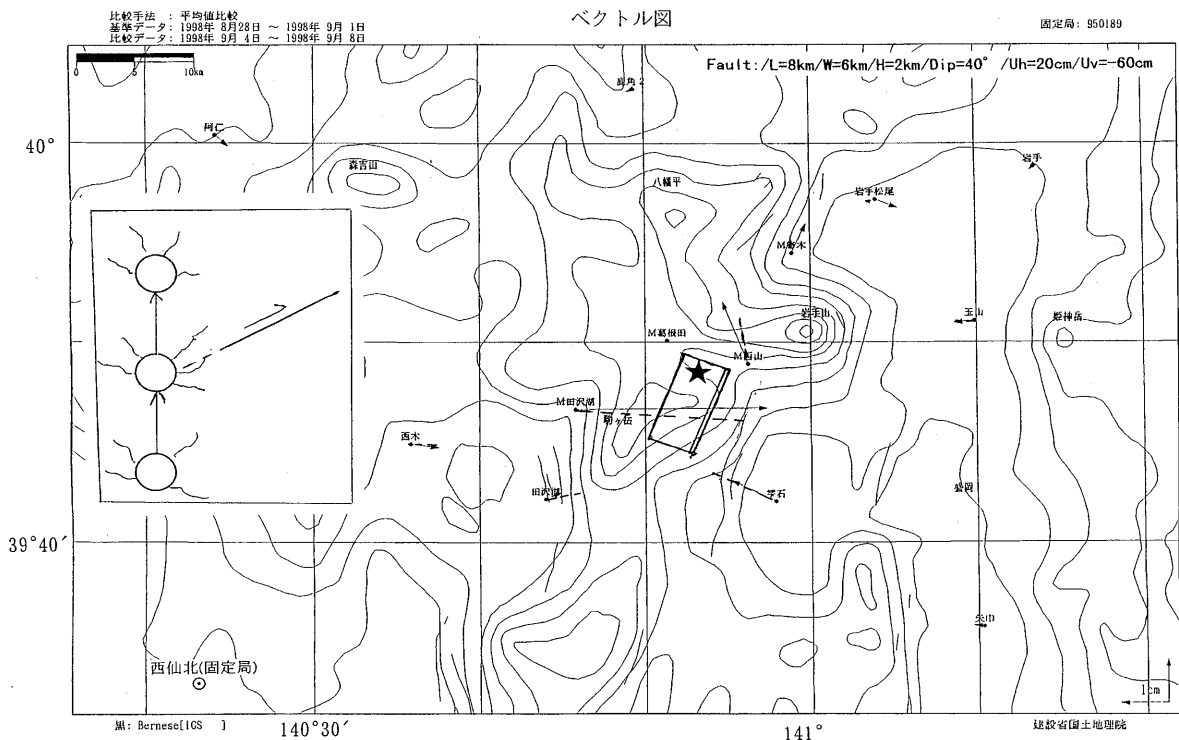 比較手法 : 平均値比較
基準データ: 1998年 8月28日 ～ 1998年 9月 1日
比較データ: 1998年 9月 4日 ～ 1998年 9月 8日
ベクトル図
固定局: 950189
0 5 10km
Fault:/L=8km/W=6km/H=2km/Dip=40° /Uh=20cm/Uv=-60cm
鹿角2
阿仁
40°
森吉山
八幡平
岩手
岩手松尾
岩手山
玉山
姫神岳
M葛根田
M西山
M田沢湖
駒ヶ岳
西木
田沢湖
雫石
盛岡
39°40′
矢巾
西仙北(固定局)
1cm
黒: Bernese[IGS ]
140°30′
141°
建設省国土地理院